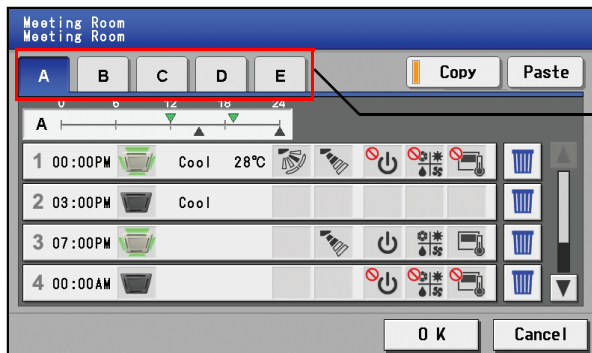 Meeting Room
Meeting Room
A B C D E Copy Paste
0 6 12 18 24
A
1 00:00PM Cool 28°C
2 03:00PM Cool
3 07:00PM
4 00:00AM
OK Cancel